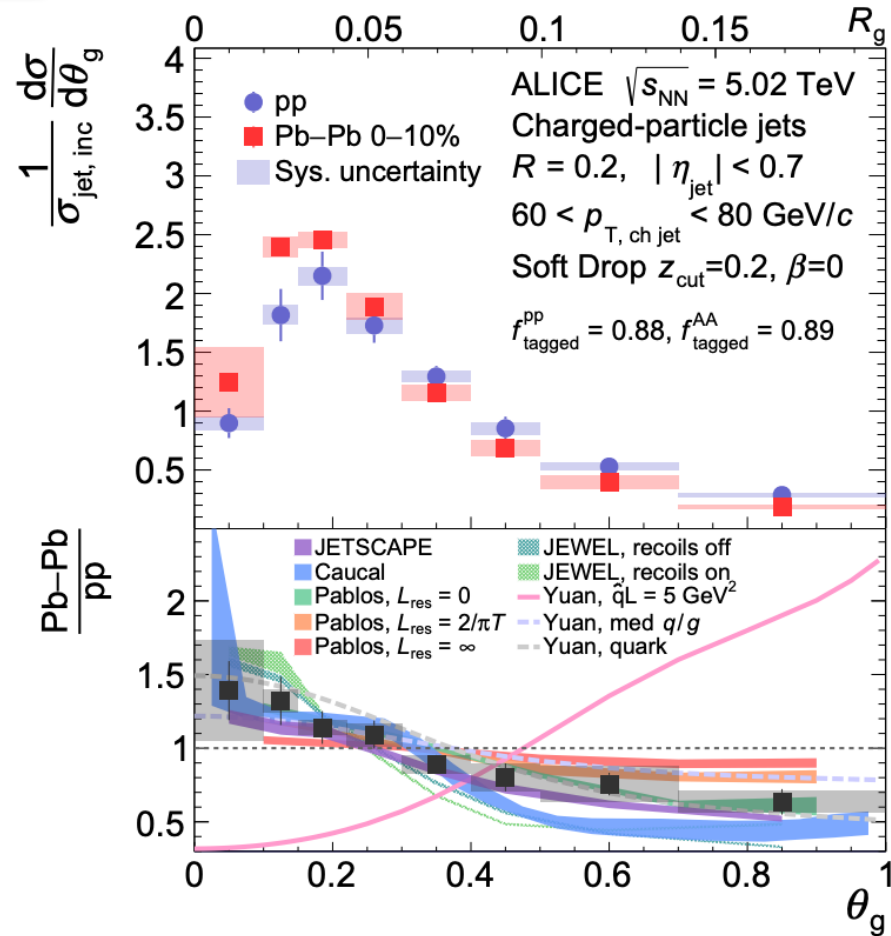 0 0.05 0.1 0.15 R_g
1/σ_jet, inc dσ/dθ_g
4
3.5
3
2.5
2
1.5
1
0.5
pp
Pb–Pb 0–10%
Sys. uncertainty
ALICE √s_NN = 5.02 TeV
Charged-particle jets
R = 0.2, | η_jet| < 0.7
60 < p_T, ch jet < 80 GeV/c
Soft Drop z_cut=0.2, β=0
f^pp_tagged = 0.88, f^AA_tagged = 0.89
Pb–Pb
pp
2
1.5
1
0.5
JETSCAPE
Caucal
Pablos, L_res = 0
Pablos, L_res = 2/πT
Pablos, L_res = ∞
JEWEL, recoils off
JEWEL, recoils on
Yuan, q̂L = 5 GeV²
Yuan, med q/g
Yuan, quark
0 0.2 0.4 0.6 0.8 1
θ_g